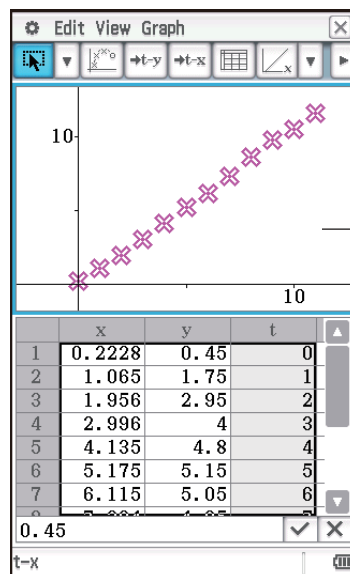 Edit View Graph
→t-y →t-x x
10
10
x y t
1 0.2228 0.45 0
2 1.065 1.75 1
3 1.956 2.95 2
4 2.996 4 3
5 4.135 4.8 4
6 5.175 5.15 5
7 6.115 5.05 6
0.45
t-x